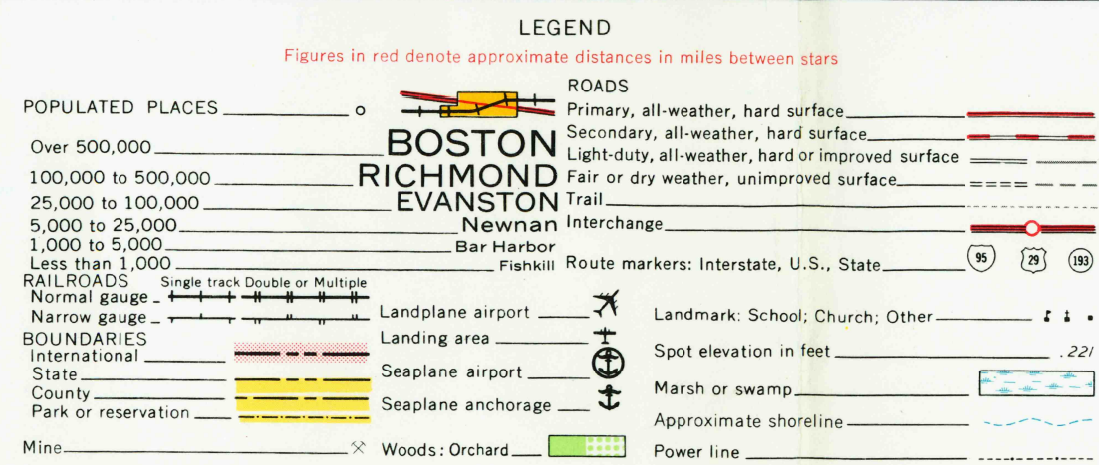 LEGEND
Figures in red denote approximate distances in miles between stars
POPULATED PLACES
Over 500,000 BOSTON
100,000 to 500,000 RICHMOND
25,000 to 100,000 EVANSTON
5,000 to 25,000 Newnan
1,000 to 5,000 Bar Harbor
Less than 1,000 Fishkill
ROADS
Primary, all-weather, hard surface
Secondary, all-weather, hard surface
Light-duty, all-weather, hard or improved surface
Fair or dry weather, unimproved surface
Trail
Interchange
Route markers: Interstate, U.S., State 95 29 193
RAILROADS Single track Double or Multiple
Normal gauge
Narrow gauge
BOUNDARIES
International
State
County
Park or reservation
Mine
Landplane airport
Landing area
Seaplane airport
Seaplane anchorage
Woods: Orchard
Landmark: School; Church; Other
Spot elevation in feet .221
Marsh or swamp
Approximate shoreline
Power line